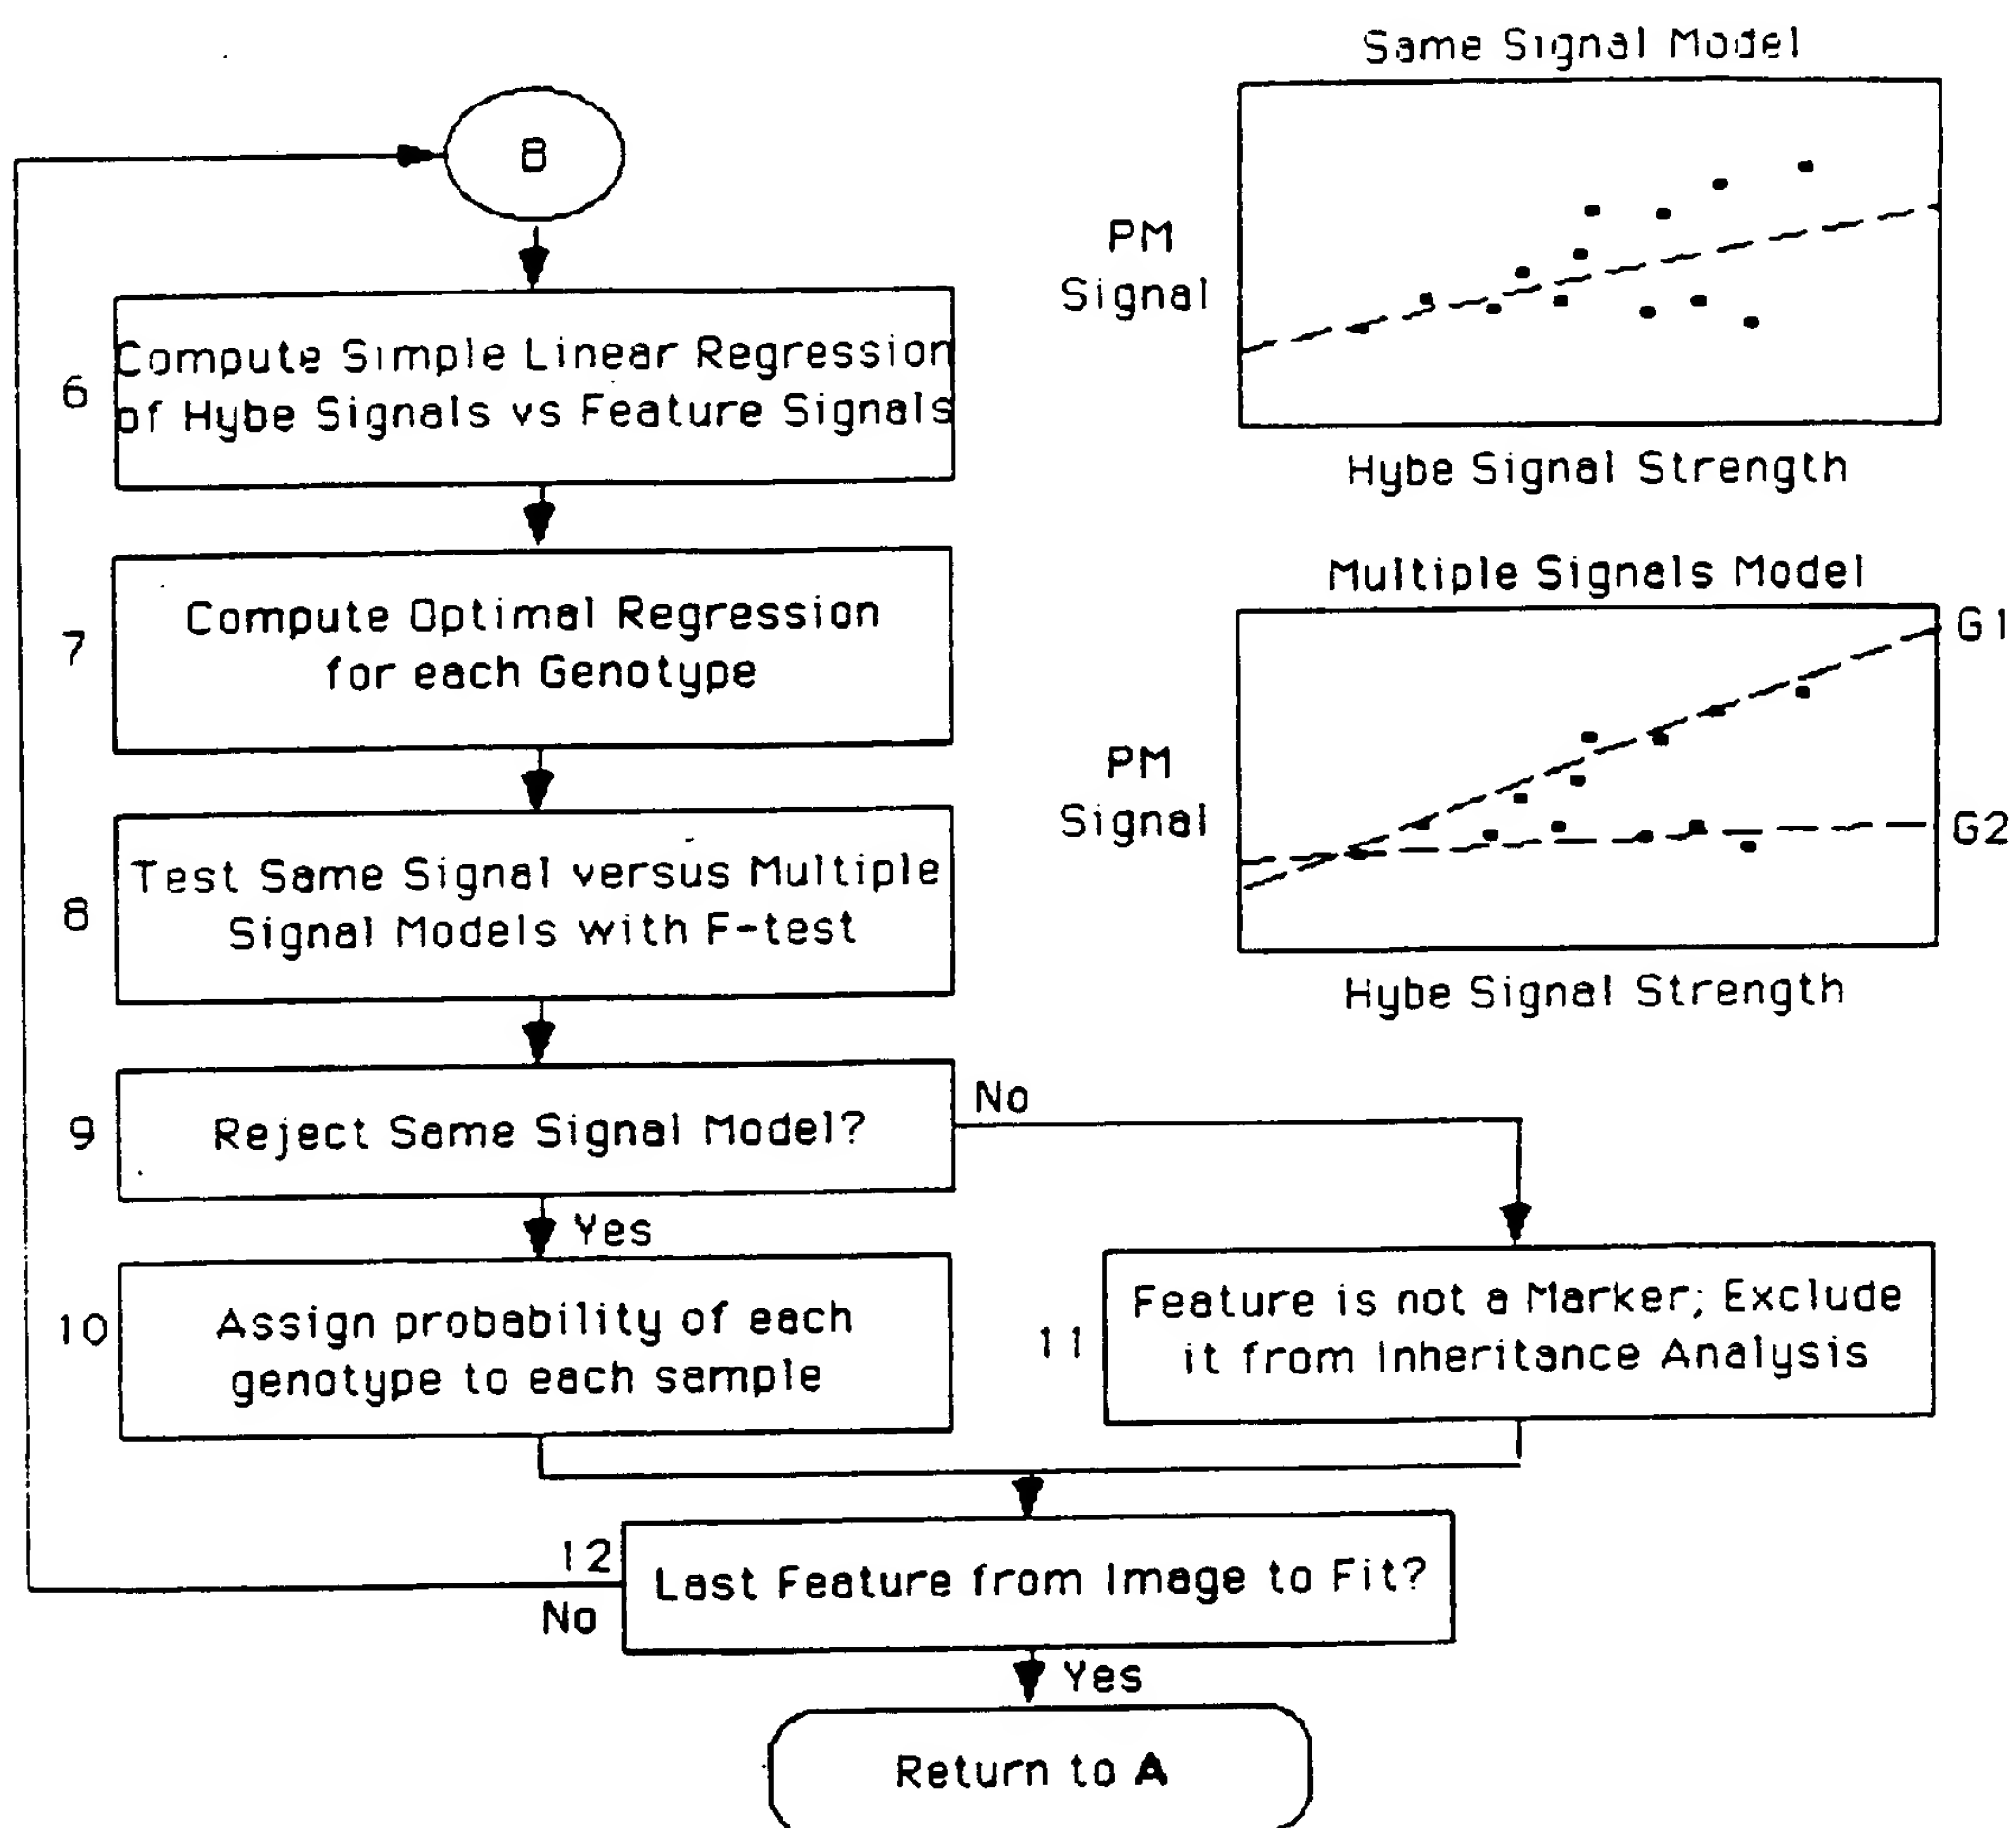 Same Signal Model
B
PM
Signal
Hybe Signal Strength
6
Compute Simple Linear Regression
of Hybe Signals vs Feature Signals
Multiple Signals Model
G1
PM
Signal
G2
Hybe Signal Strength
7
Compute Optimal Regression
for each Genotype
8
Test Same Signal versus Multiple
Signal Models with F-test
9
Reject Same Signal Model?
No
Yes
10
Assign probability of each
genotype to each sample
11
Feature is not a Marker; Exclude
it from Inheritance Analysis
12
Last Feature from Image to Fit?
No
Yes
Return to A